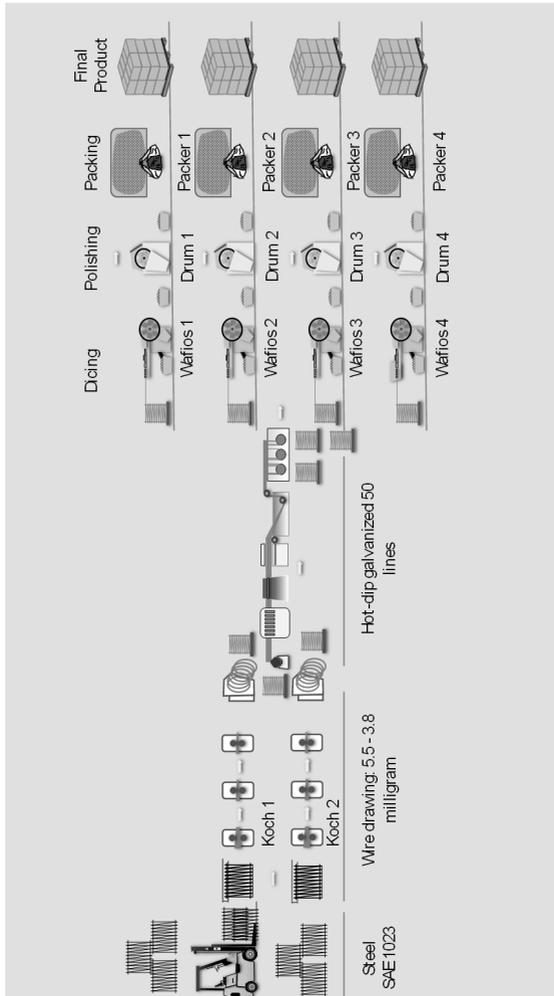 Steel
SAE1023
Wire drawing: 5.5 - 3.8
milligram
Koch 1
Koch 2
Hot-dip galvanized 50
lines
Dicing
Wafios 1
Wafios 2
Wafios 3
Wafios 4
Polishing
Drum 1
Drum 2
Drum 3
Drum 4
Packing
Packer 1
Packer 2
Packer 3
Packer 4
Final
Product